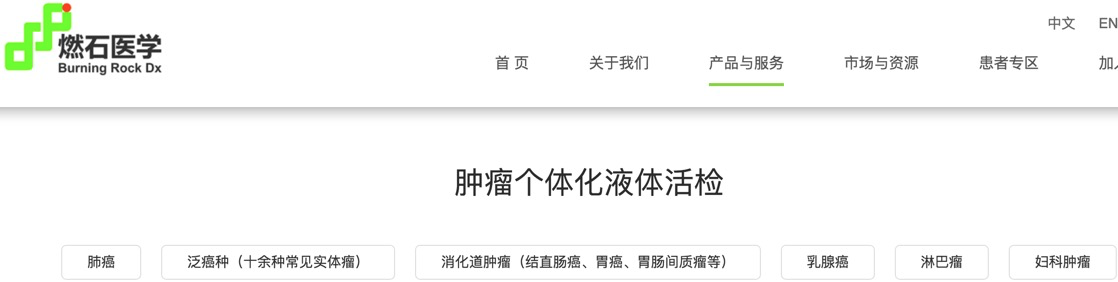 中文 EN
燃石医学
Burning Rock Dx
首 页 关于我们 产品与服务 市场与资源 患者专区 加
肿瘤个体化液体活检
肺癌 泛癌种（十余种常见实体瘤） 消化道肿瘤（结直肠癌、胃癌、胃肠间质瘤等） 乳腺癌 淋巴瘤 妇科肿瘤